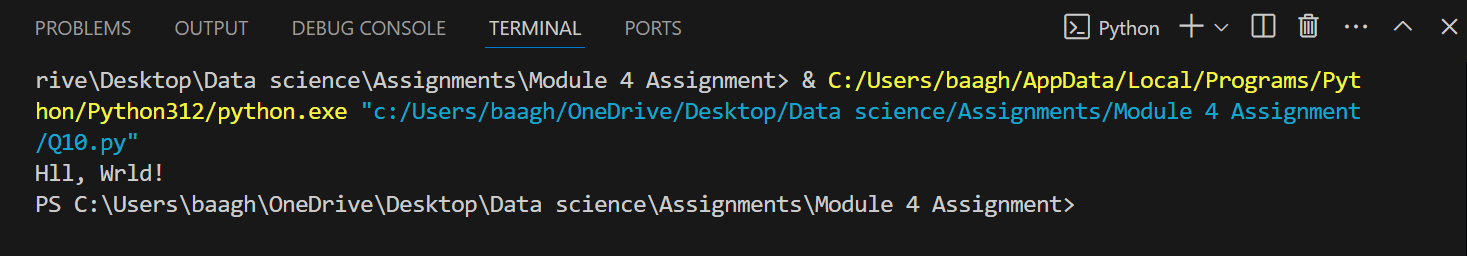 PROBLEMS OUTPUT DEBUG CONSOLE TERMINAL PORTS Python
rive\Desktop\Data science\Assignments\Module 4 Assignment> & C:/Users/baagh/AppData/Local/Programs/Pyt
hon/Python312/python.exe "c:/Users/baagh/OneDrive/Desktop/Data science/Assignments/Module 4 Assignment
/Q10.py"
Hll, Wrld!
PS C:\Users\baagh\OneDrive\Desktop\Data science\Assignments\Module 4 Assignment>